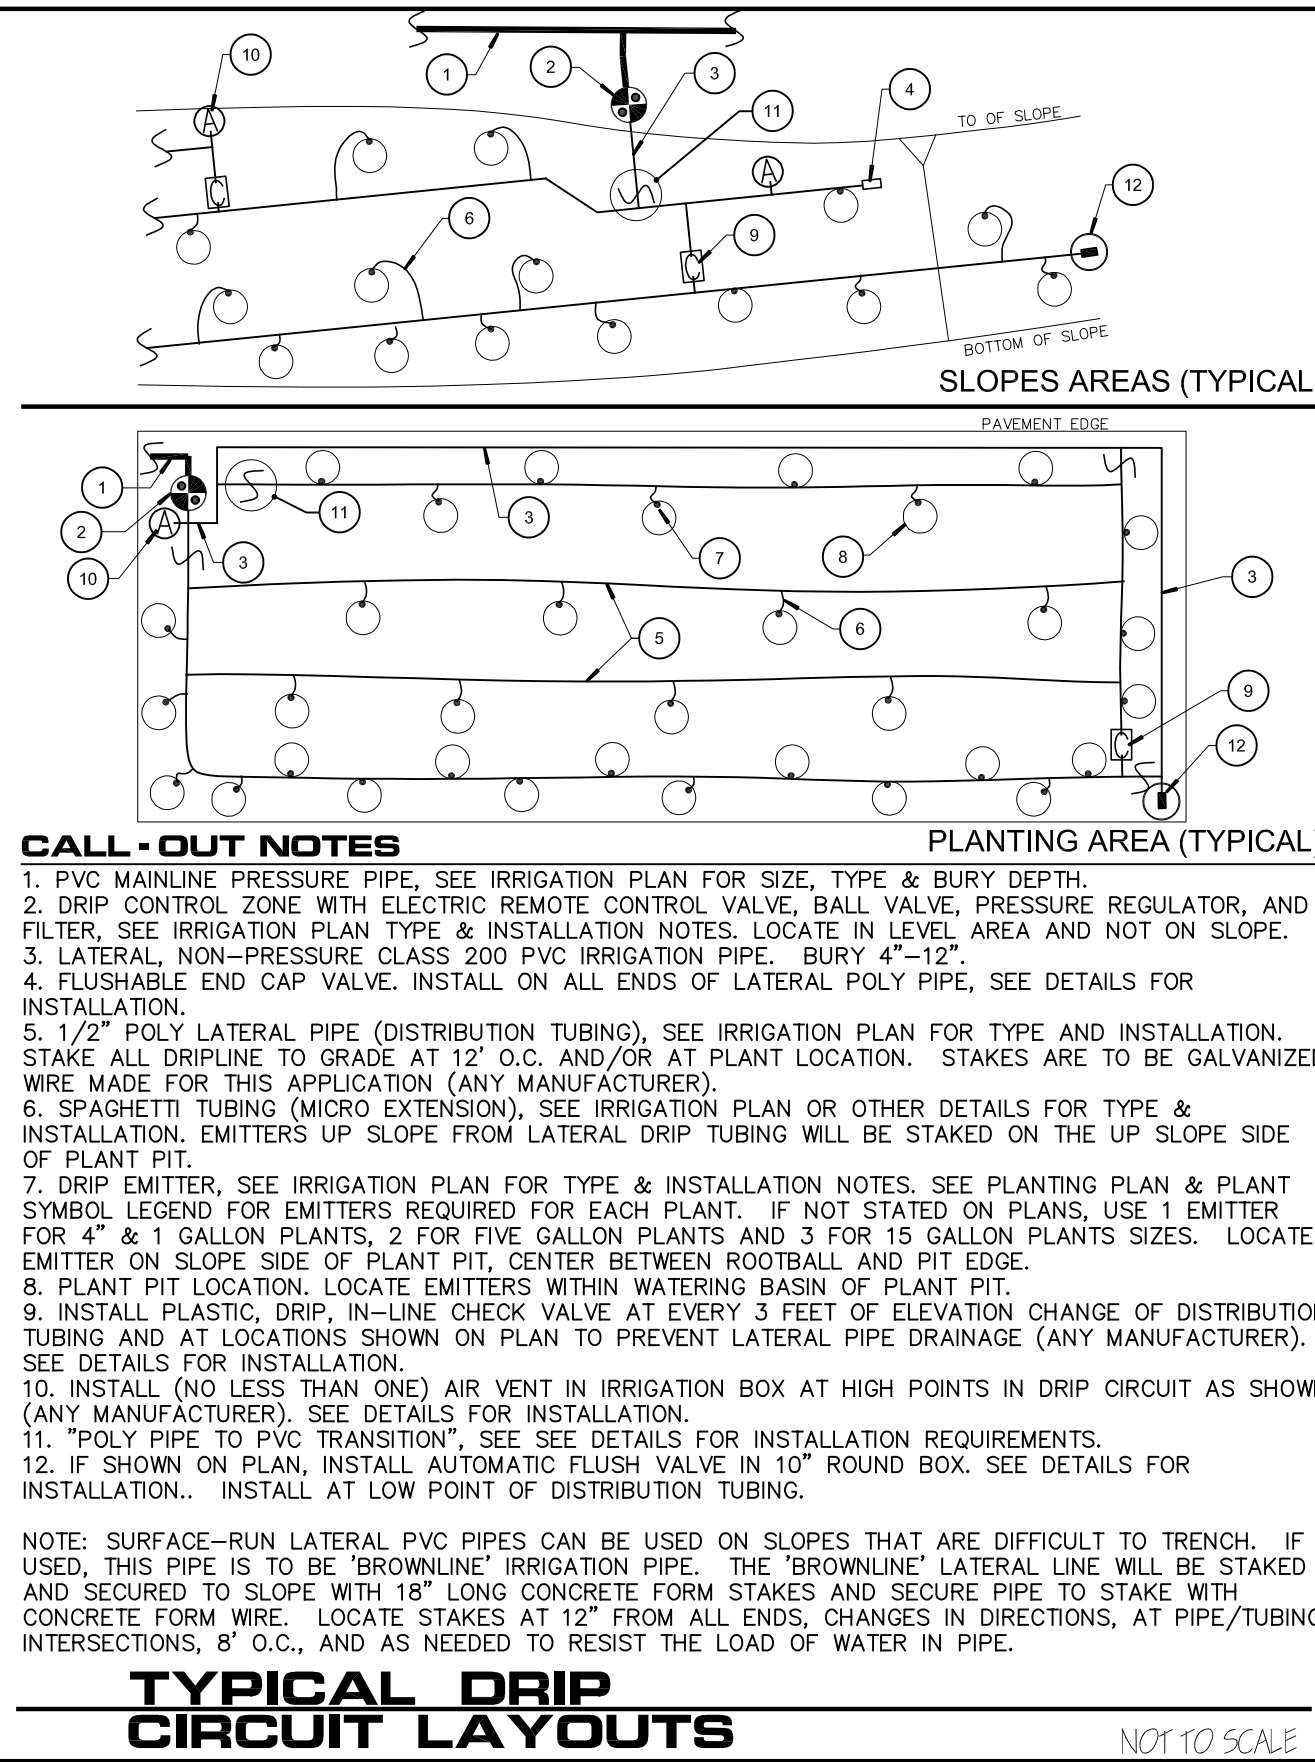 10
1
2
3
4
11
A
TO OF SLOPE
A
12
C
6
9
C
BOTTOM OF SLOPE
SLOPES AREAS (TYPICAL
PAVEMENT EDGE
1
S
11
3
2
A
7
8
10
3
3
6
5
9
C
12
CALL-OUT NOTES
PLANTING AREA (TYPICAL)
1. PVC MAINLINE PRESSURE PIPE, SEE IRRIGATION PLAN FOR SIZE, TYPE & BURY DEPTH.
2. DRIP CONTROL ZONE WITH ELECTRIC REMOTE CONTROL VALVE, BALL VALVE, PRESSURE REGULATOR, AND
FILTER, SEE IRRIGATION PLAN TYPE & INSTALLATION NOTES. LOCATE IN LEVEL AREA AND NOT ON SLOPE.
3. LATERAL, NON-PRESSURE CLASS 200 PVC IRRIGATION PIPE. BURY 4"-12".
4. FLUSHABLE END CAP VALVE. INSTALL ON ALL ENDS OF LATERAL POLY PIPE, SEE DETAILS FOR
INSTALLATION.
5. 1/2" POLY LATERAL PIPE (DISTRIBUTION TUBING), SEE IRRIGATION PLAN FOR TYPE AND INSTALLATION.
STAKE ALL DRIPLINE TO GRADE AT 12' O.C. AND/OR AT PLANT LOCATION. STAKES ARE TO BE GALVANIZED
WIRE MADE FOR THIS APPLICATION (ANY MANUFACTURER).
6. SPAGHETTI TUBING (MICRO EXTENSION), SEE IRRIGATION PLAN OR OTHER DETAILS FOR TYPE &
INSTALLATION. EMITTERS UP SLOPE FROM LATERAL DRIP TUBING WILL BE STAKED ON THE UP SLOPE SIDE
OF PLANT PIT.
7. DRIP EMITTER, SEE IRRIGATION PLAN FOR TYPE & INSTALLATION NOTES. SEE PLANTING PLAN & PLANT
SYMBOL LEGEND FOR EMITTERS REQUIRED FOR EACH PLANT. IF NOT STATED ON PLANS, USE 1 EMITTER
FOR 4" & 1 GALLON PLANTS, 2 FOR FIVE GALLON PLANTS AND 3 FOR 15 GALLON PLANTS SIZES. LOCATE
EMITTER ON SLOPE SIDE OF PLANT PIT, CENTER BETWEEN ROOTBALL AND PIT EDGE.
8. PLANT PIT LOCATION. LOCATE EMITTERS WITHIN WATERING BASIN OF PLANT PIT.
9. INSTALL PLASTIC, DRIP, IN-LINE CHECK VALVE AT EVERY 3 FEET OF ELEVATION CHANGE OF DISTRIBUTION
TUBING AND AT LOCATIONS SHOWN ON PLAN TO PREVENT LATERAL PIPE DRAINAGE (ANY MANUFACTURER).
SEE DETAILS FOR INSTALLATION.
10. INSTALL (NO LESS THAN ONE) AIR VENT IN IRRIGATION BOX AT HIGH POINTS IN DRIP CIRCUIT AS SHOWN
(ANY MANUFACTURER). SEE DETAILS FOR INSTALLATION.
11. "POLY PIPE TO PVC TRANSITION", SEE SEE DETAILS FOR INSTALLATION REQUIREMENTS.
12. IF SHOWN ON PLAN, INSTALL AUTOMATIC FLUSH VALVE IN 10" ROUND BOX. SEE DETAILS FOR
INSTALLATION.. INSTALL AT LOW POINT OF DISTRIBUTION TUBING.
NOTE: SURFACE-RUN LATERAL PVC PIPES CAN BE USED ON SLOPES THAT ARE DIFFICULT TO TRENCH. IF
USED, THIS PIPE IS TO BE 'BROWNLINE' IRRIGATION PIPE. THE 'BROWNLINE' LATERAL LINE WILL BE STAKED
AND SECURED TO SLOPE WITH 18" LONG CONCRETE FORM STAKES AND SECURE PIPE TO STAKE WITH
CONCRETE FORM WIRE. LOCATE STAKES AT 12" FROM ALL ENDS, CHANGES IN DIRECTIONS, AT PIPE/TUBING
INTERSECTIONS, 8' O.C., AND AS NEEDED TO RESIST THE LOAD OF WATER IN PIPE.
TYPICAL DRIP
CIRCUIT LAYOUTS
NOT TO SCALE